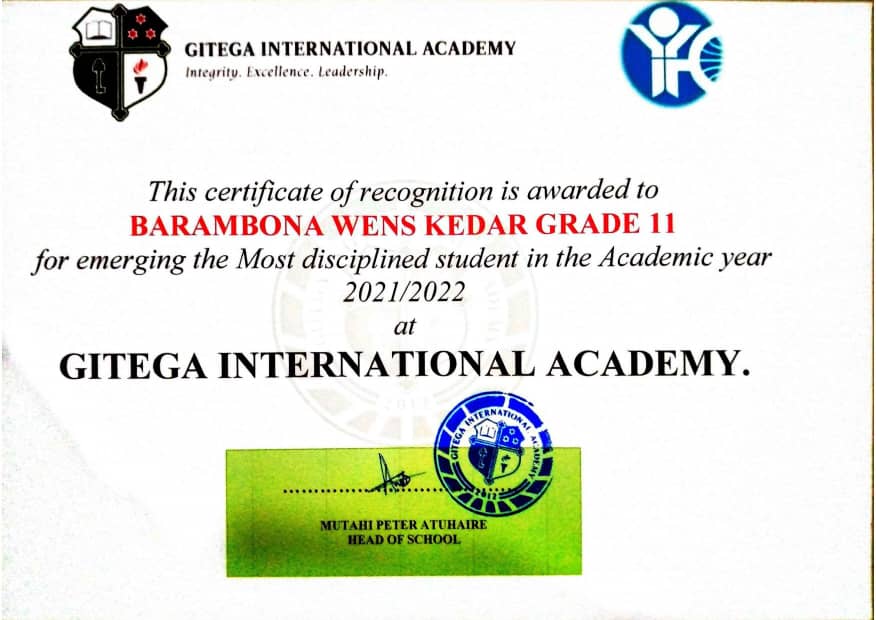 GITEGA INTERNATIONAL ACADEMY
Integrity. Excellence. Leadership.
This certificate of recognition is awarded to
BARAMBONA WENS KEDAR GRADE 11
for emerging the Most disciplined student in the Academic year
2021/2022
at
GITEGA INTERNATIONAL ACADEMY.
GITEGA INTERNATIONAL ACADEMY
2012
MUTAHI PETER ATUHAIRE
HEAD OF SCHOOL